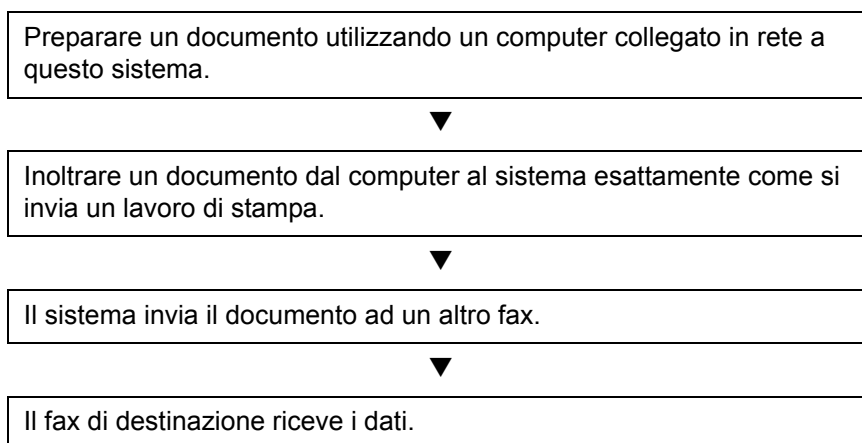 Preparare un documento utilizzando un computer collegato in rete a
questo sistema.
Inoltrare un documento dal computer al sistema esattamente come si
invia un lavoro di stampa.
Il sistema invia il documento ad un altro fax.
Il fax di destinazione riceve i dati.